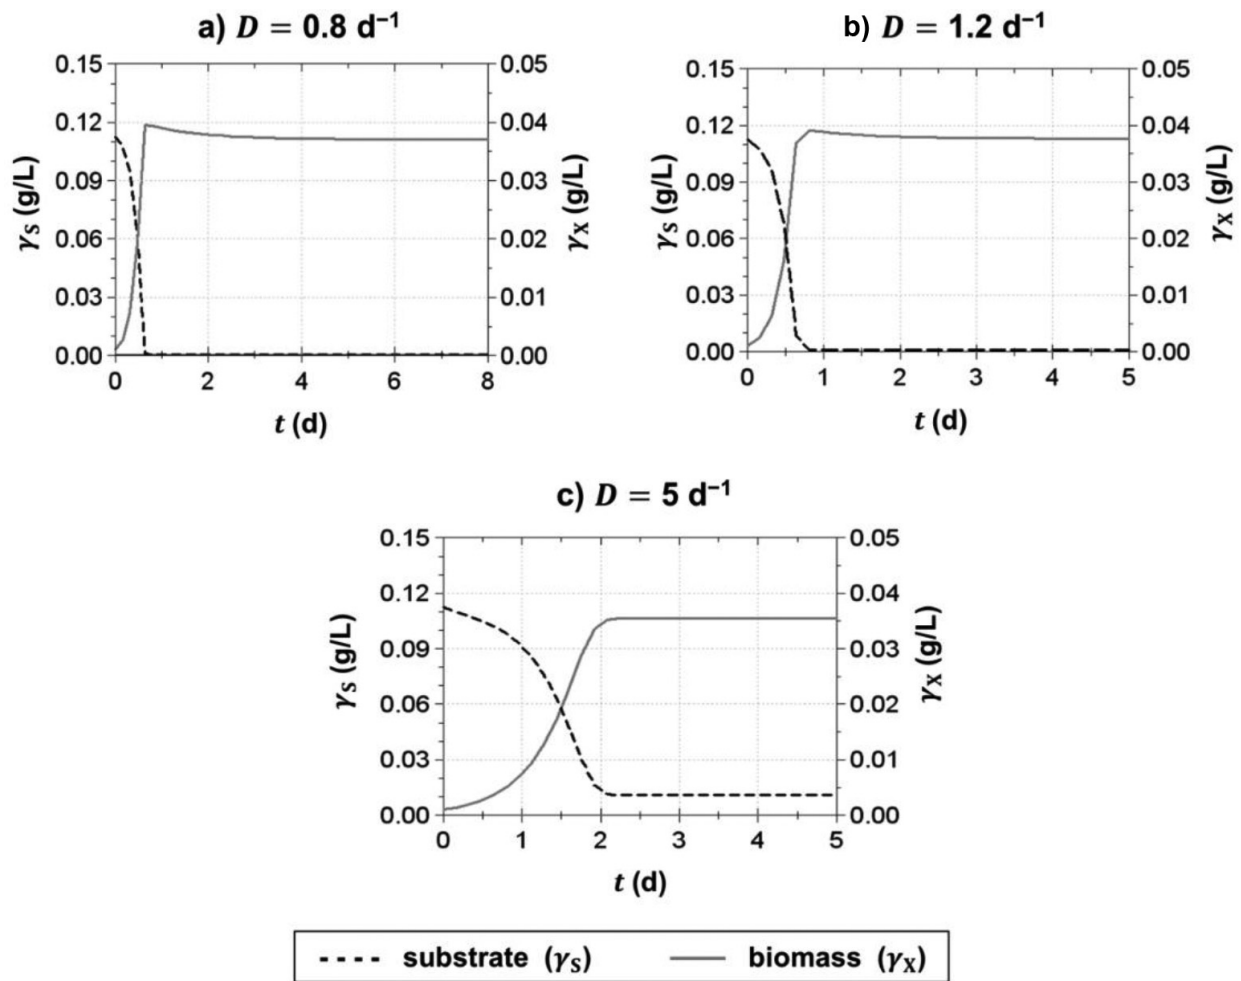 a) D = 0.8 d⁻¹
0.15
0.12
0.09
0.06
0.03
0.00
γS (g/L)
0.05
0.04
0.03
0.02
0.01
0.00
γX (g/L)
0 2 4 6 8
t (d)
b) D = 1.2 d⁻¹
0.15
0.12
0.09
0.06
0.03
0.00
γS (g/L)
0.05
0.04
0.03
0.02
0.01
0.00
γX (g/L)
0 1 2 3 4 5
t (d)
c) D = 5 d⁻¹
0.15
0.12
0.09
0.06
0.03
0.00
γS (g/L)
0.05
0.04
0.03
0.02
0.01
0.00
γX (g/L)
0 1 2 3 4 5
t (d)
substrate (γS) biomass (γX)